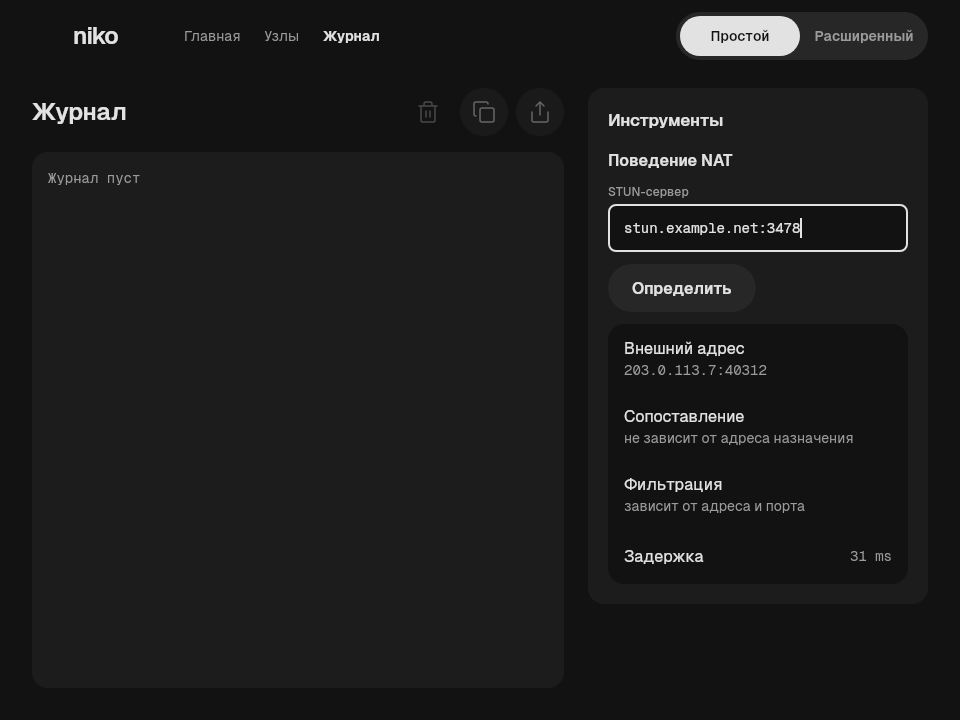 niko
Главная
Узлы
Журнал
Простой
Расширенный
Журнал
Журнал пуст
Инструменты
Поведение NAT
STUN-сервер
stun.example.net:3478
Определить
Внешний адрес
203.0.113.7:40312
Сопоставление
не зависит от адреса назначения
Фильтрация
зависит от адреса и порта
Задержка
31 ms